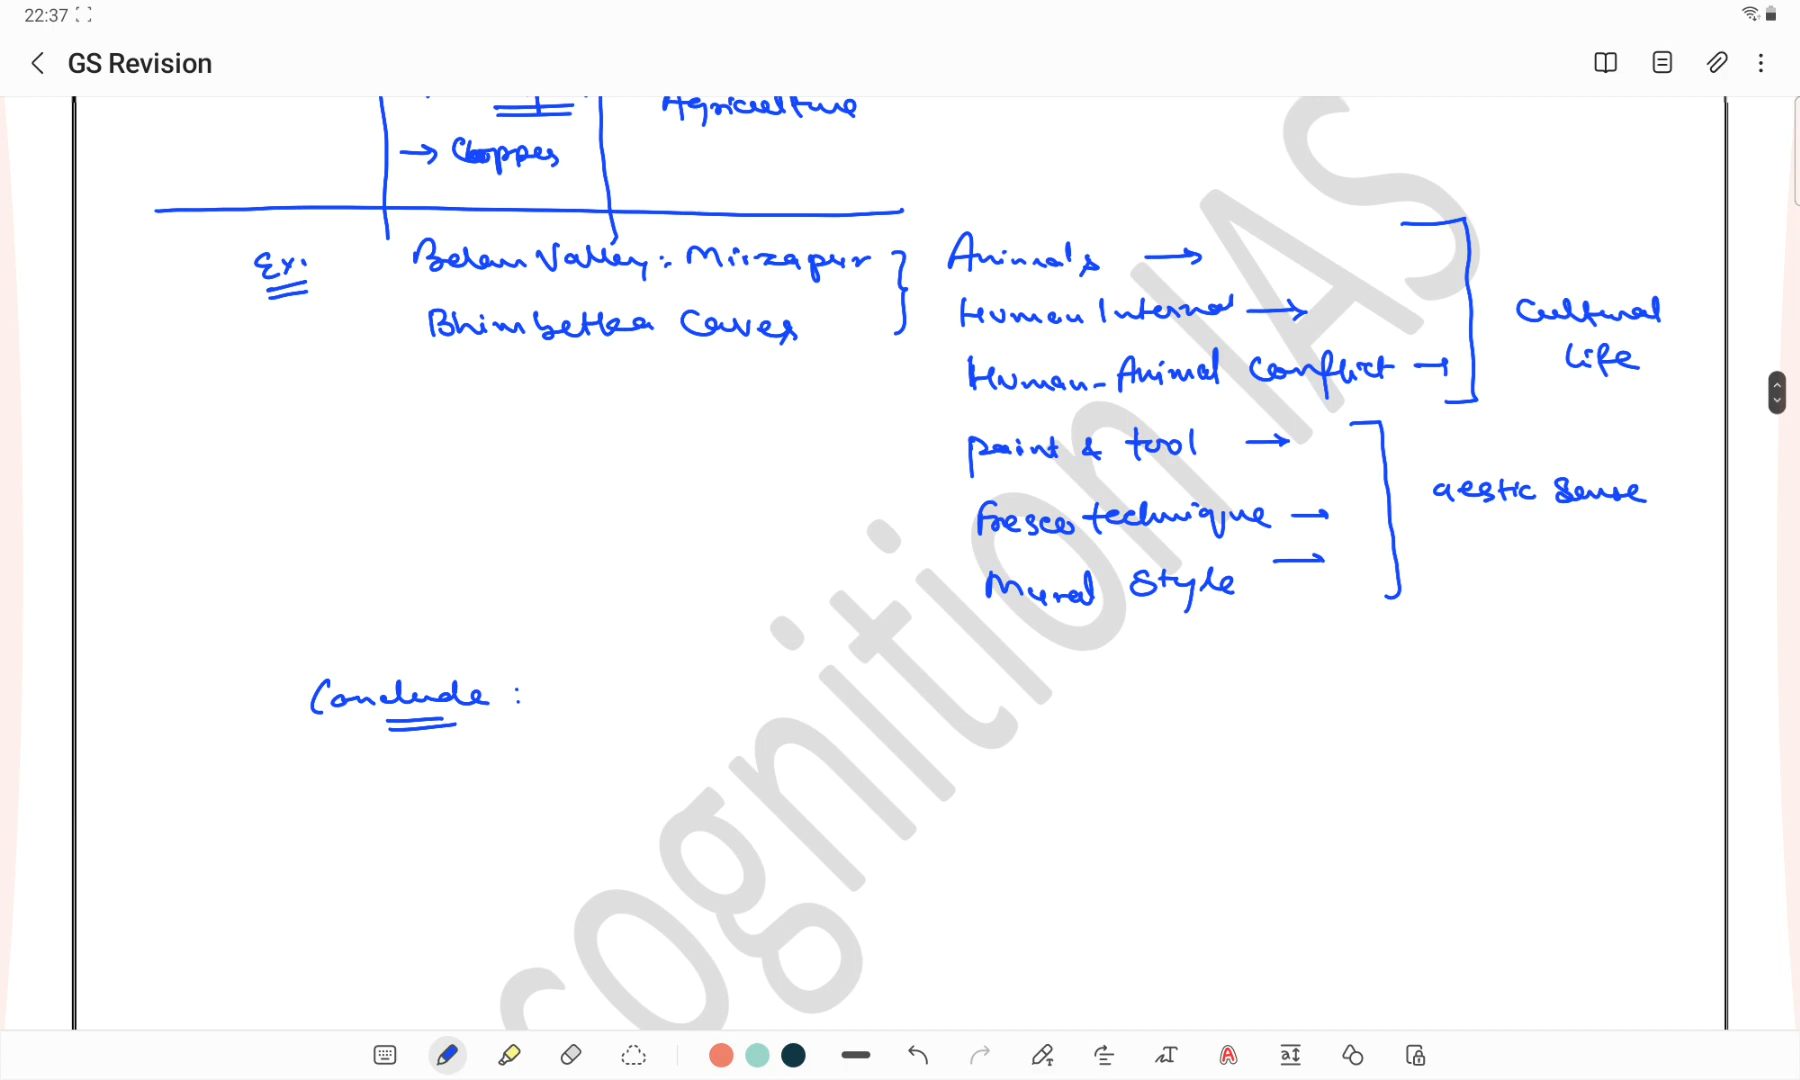 22:37
GS Revision
Agriculture
→ Choppes
Ex:
Belan Valley: Mirzapur
Bhimbetka Caves
Animals →
Human Internal →
Human-Animal Conflict →
Cultural
life
paint & tool →
Fresco technique →
Mural Style →
aestic Sense
Conclude :
cognition IAS